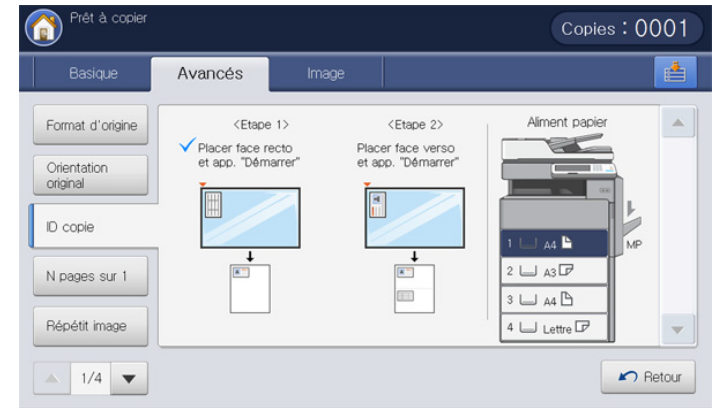 Prêt à copier
Copies : 0001
Basique
Avancés
Image
Format d'origine
Orientation
original
ID copie
N pages sur 1
Répétit image
1/4
<Etape 1>
Placer face recto
et app. "Démarrer"
<Etape 2>
Placer face verso
et app. "Démarrer"
Aliment papier
1 A4
MP
2 A3
3 A4
4 Lettre
Retour